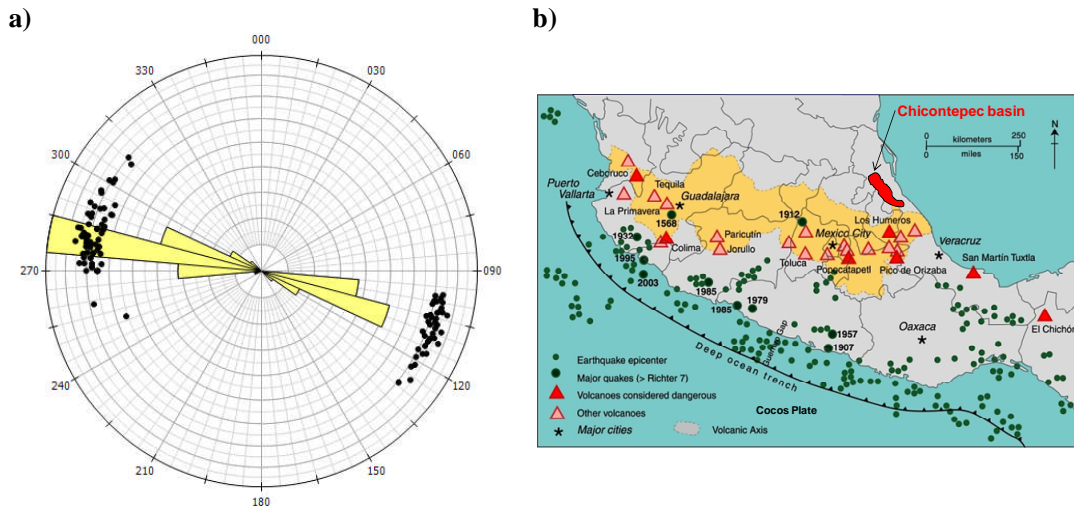 a)
000
330
030
300
060
270
090
240
120
210
150
180
b)
Chicontepec basin
kilometers
0
250
miles
0
150
N
Puerto
Vallarta
Ceboruco
Tequila
Guadalajara
La Primavera
1568
1912
Los Humeros
1932
Colima
Paricutín
Jorullo
Mexico City
Toluca
Popocatapetl
Pico de Orizaba
Veracruz
San Martín Tuxtla
1995
2003
1985
1985
1979
El Chichón
Oaxaca
1957
1907
Guerrero Gap
Deep ocean trench
Earthquake epicenter
Major quakes (> Richter 7)
Volcanoes considered dangerous
Other volcanoes
Major cities
Volcanic Axis
Cocos Plate